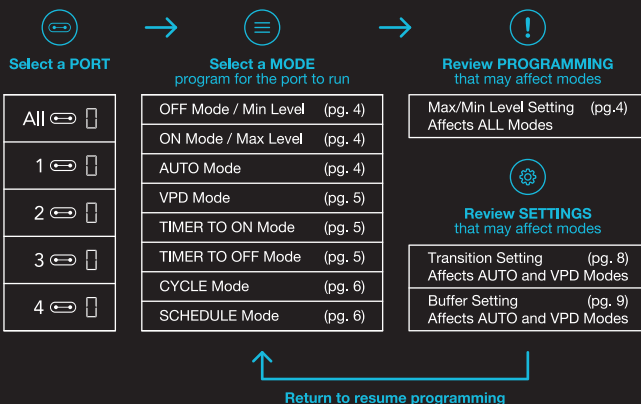 Select a PORT
All 0
1 0
2 0
3 0
4 0
Select a MODE
program for the port to run
OFF Mode / Min Level (pg. 4)
ON Mode / Max Level (pg. 4)
AUTO Mode (pg. 4)
VPD Mode (pg. 5)
TIMER TO ON Mode (pg. 5)
TIMER TO OFF Mode (pg. 5)
CYCLE Mode (pg. 6)
SCHEDULE Mode (pg. 6)
Review PROGRAMMING
that may affect modes
Max/Min Level Setting (pg.4)
Affects ALL Modes
Review SETTINGS
that may affect modes
Transition Setting (pg. 8)
Affects AUTO and VPD Modes
Buffer Setting (pg. 9)
Affects AUTO and VPD Modes
Return to resume programming